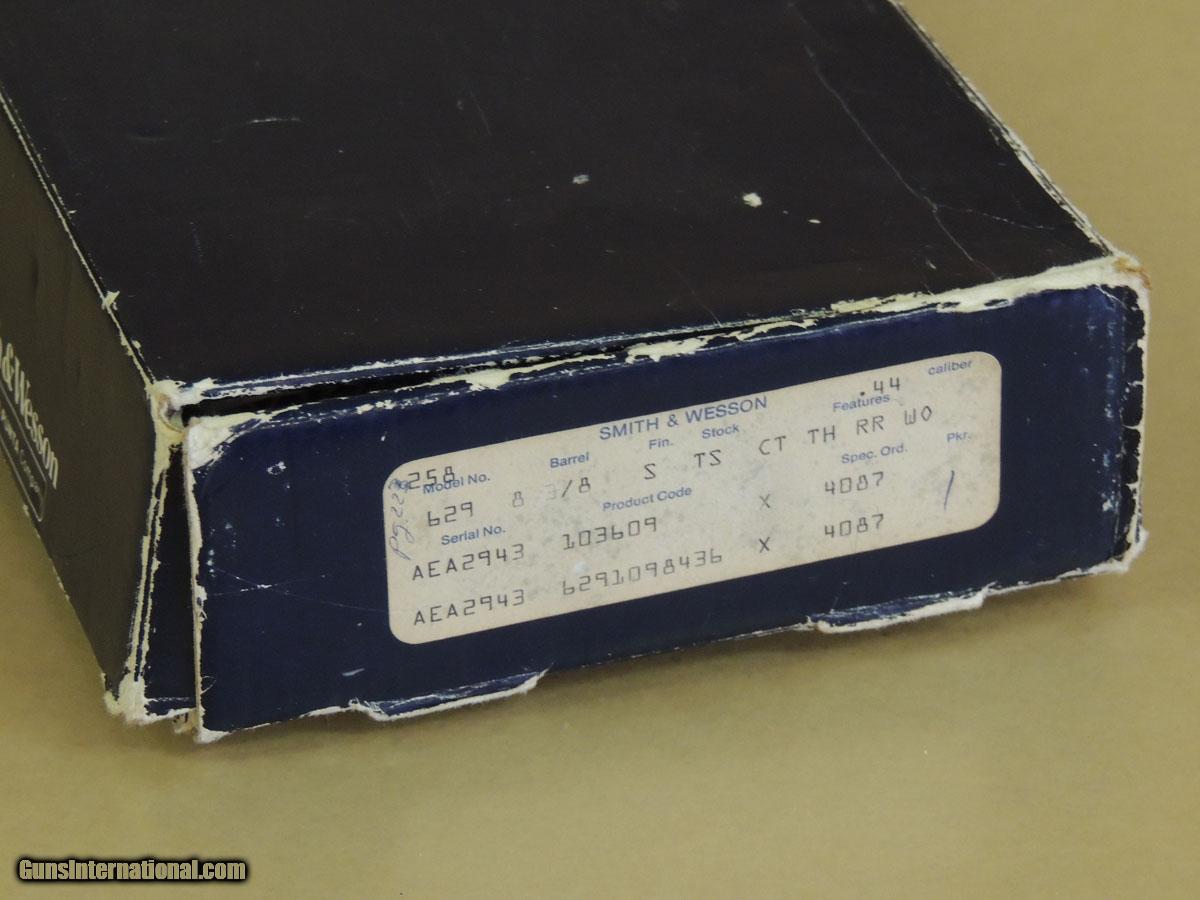 &Wesson
SMITH & WESSON .44 caliber
258
Model No. Barrel Fin. Stock Features
629 8 3/8 S TS CT TH RR WO
Serial No. Product Code Spec. Ord. Pkr.
AEA2943 103609 X 4087
AEA2943 6291098436 X 4087
GunsInternational.com